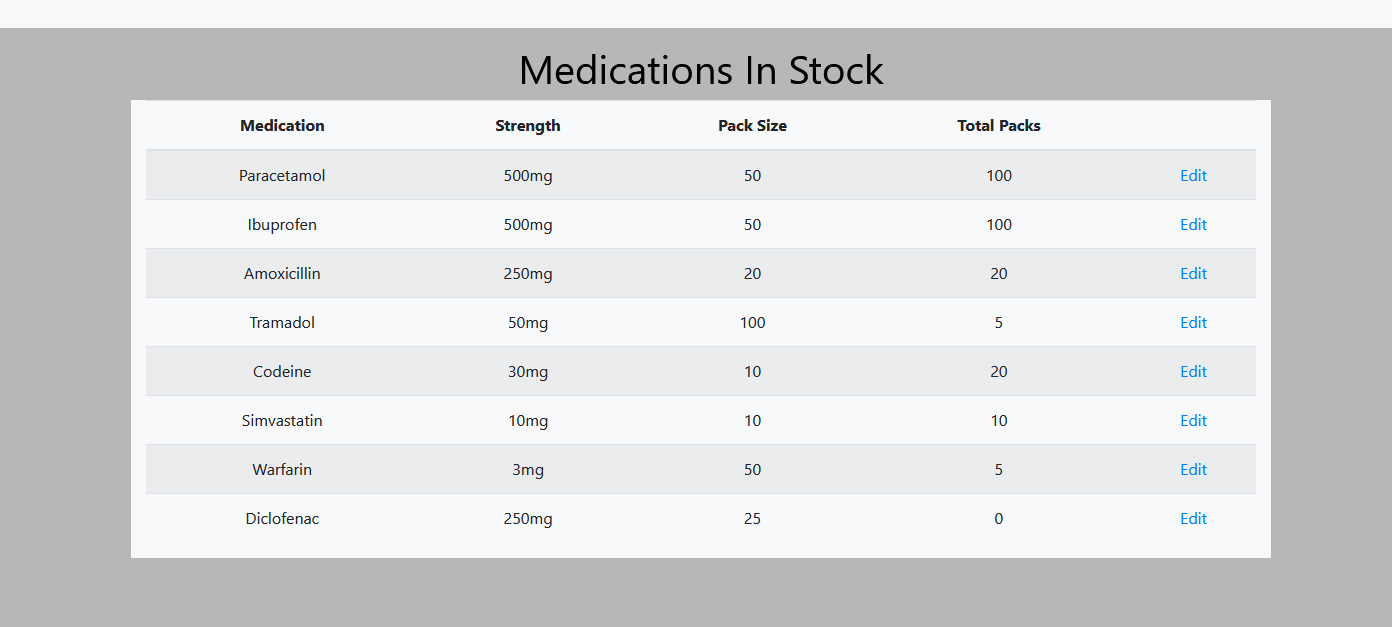 Medications In Stock
Medication Strength Pack Size Total Packs
Paracetamol 500mg 50 100 Edit
Ibuprofen 500mg 50 100 Edit
Amoxicillin 250mg 20 20 Edit
Tramadol 50mg 100 5 Edit
Codeine 30mg 10 20 Edit
Simvastatin 10mg 10 10 Edit
Warfarin 3mg 50 5 Edit
Diclofenac 250mg 25 0 Edit